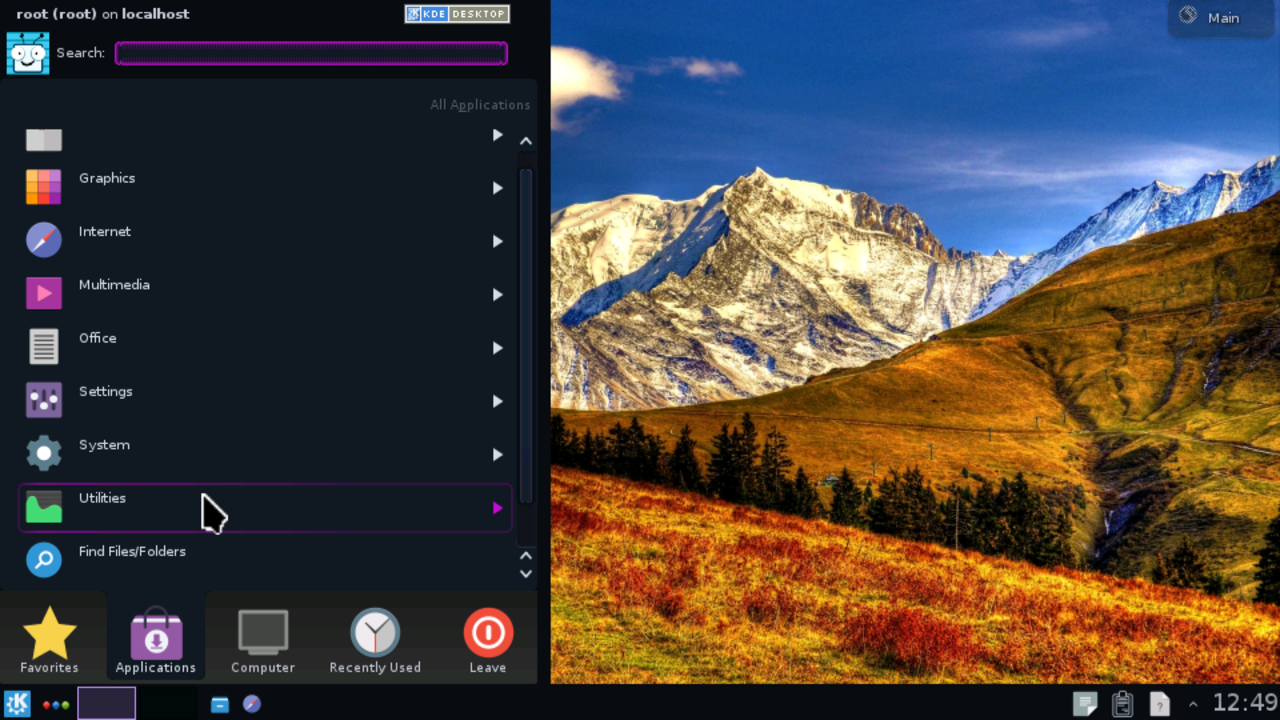 root (root) on localhost
KDE DESKTOP
Search:
All Applications
Graphics
Internet
Multimedia
Office
Settings
System
Utilities
Find Files/Folders
Favorites
Applications
Computer
Recently Used
Leave
Main
12:49